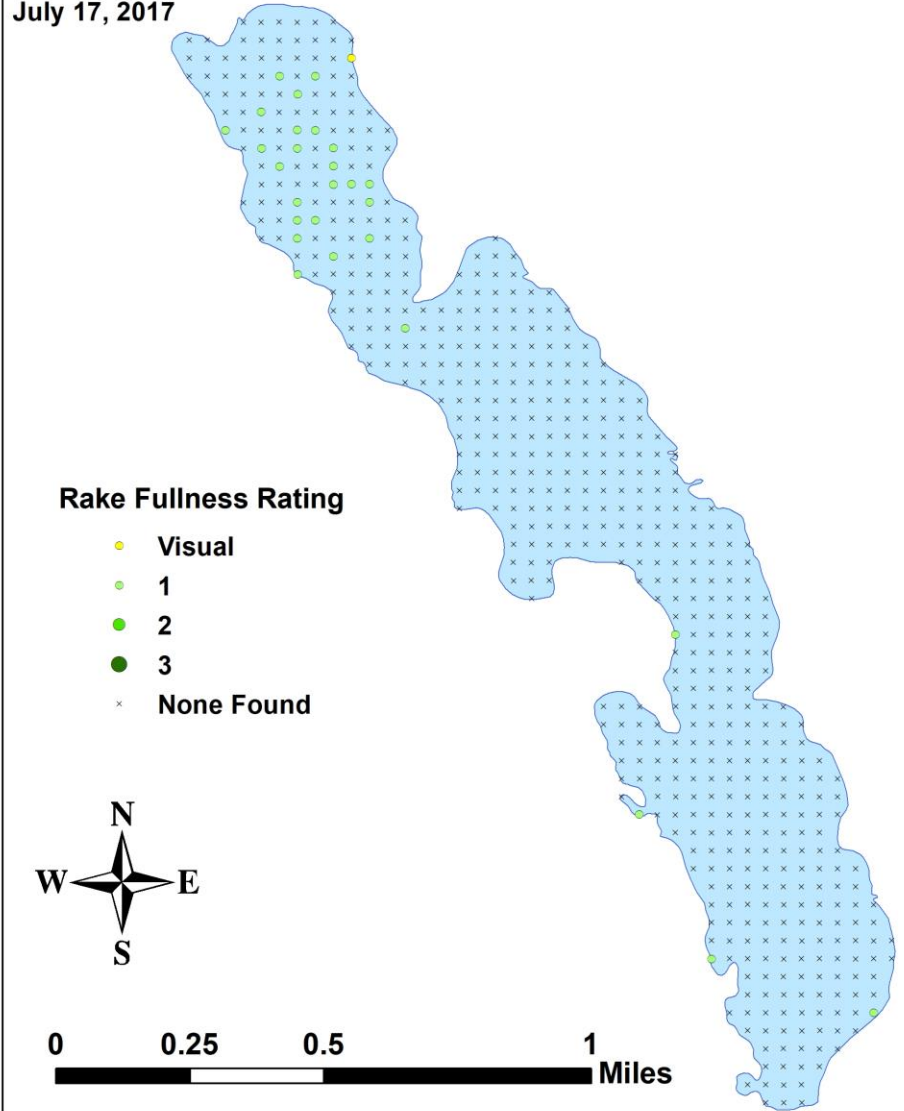 July 17, 2017
Rake Fullness Rating
Visual
1
2
3
None Found
N
W E
S
0 0.25 0.5 1
Miles